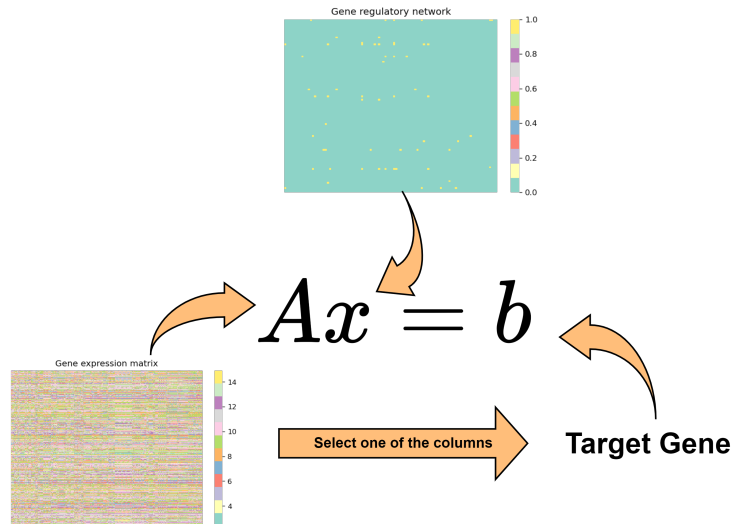 Gene regulatory network
1.0
0.8
0.6
0.4
0.2
0.0
Ax = b
Gene expression matrix
14
12
10
8
6
4
Select one of the columns
Target Gene